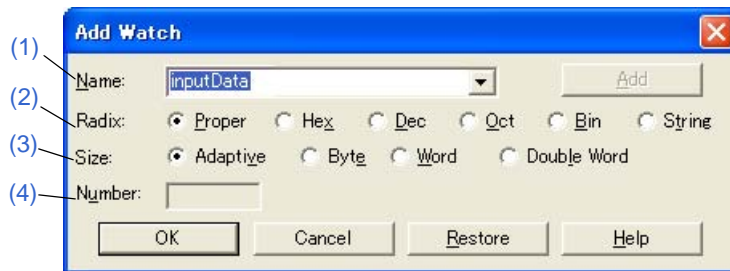 Add Watch
(1)
Name: inputData Add
(2)
Radix: Proper Hex Dec Oct Bin String
(3)
Size: Adaptive Byte Word Double Word
(4)
Number:
OK Cancel Restore Help